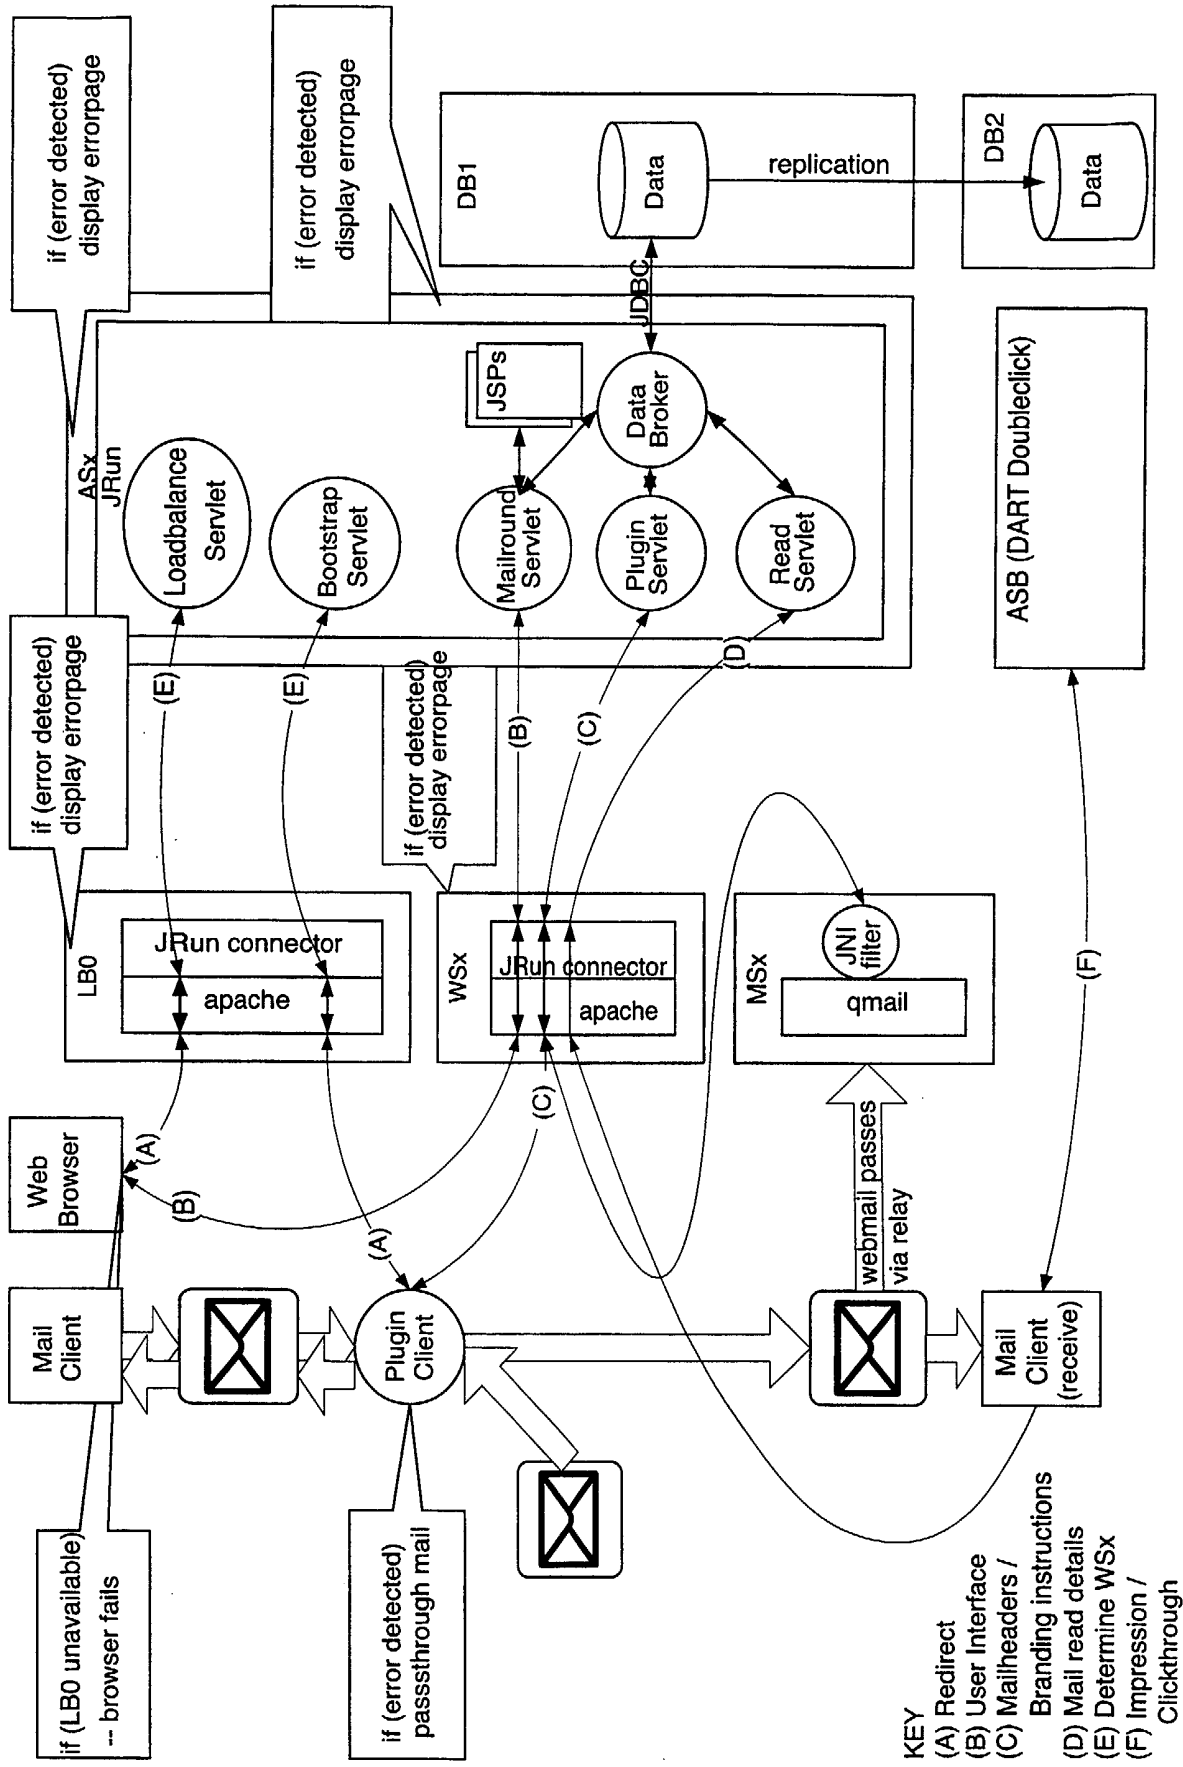 if (LB0 unavailable)
-- browser fails
Mail
Client
Web
Browser
(A)
(B)
LB0
apache
JRun connector
if (error detected)
display errorpage
(E)
(E)
ASx
JRun
Loadbalance
Servlet
Bootstrap
Servlet
if (error detected)
display errorpage
if (error detected)
display errorpage
if (error detected)
passsthrough mail
Plugin
Client
(A)
(C)
WSx
JRun connector
apache
if (error detected)
display errorpage
(B)
(C)
(D)
Mailround
Servlet
JSPs
Plugin
Servlet
Data
Broker
Read
Servlet
JDBC
DB1
Data
replication
DB2
Data
webmail passes
via relay
MSx
JNI
filter
qmail
Mail
Client
(receive)
(F)
ASB (DART Doubleclick)
KEY
(A) Redirect
(B) User Interface
(C) Mailheaders /
Branding instructions
(D) Mail read details
(E) Determine WSx
(F) Impression /
Clickthrough